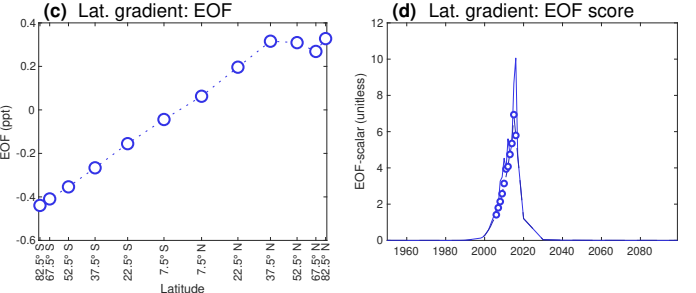 (c) Lat. gradient: EOF
0.4
0.2
0
-0.2
-0.4
-0.6
EOF (ppt)
82.5° S
67.5° S
52.5° S
37.5° S
22.5° S
7.5° S
7.5° N
22.5° N
37.5° N
52.5° N
67.5° N
82.5° N
Latitude
(d) Lat. gradient: EOF score
12
10
8
6
4
2
0
EOF-scalar (unitless)
1960 1980 2000 2020 2040 2060 2080